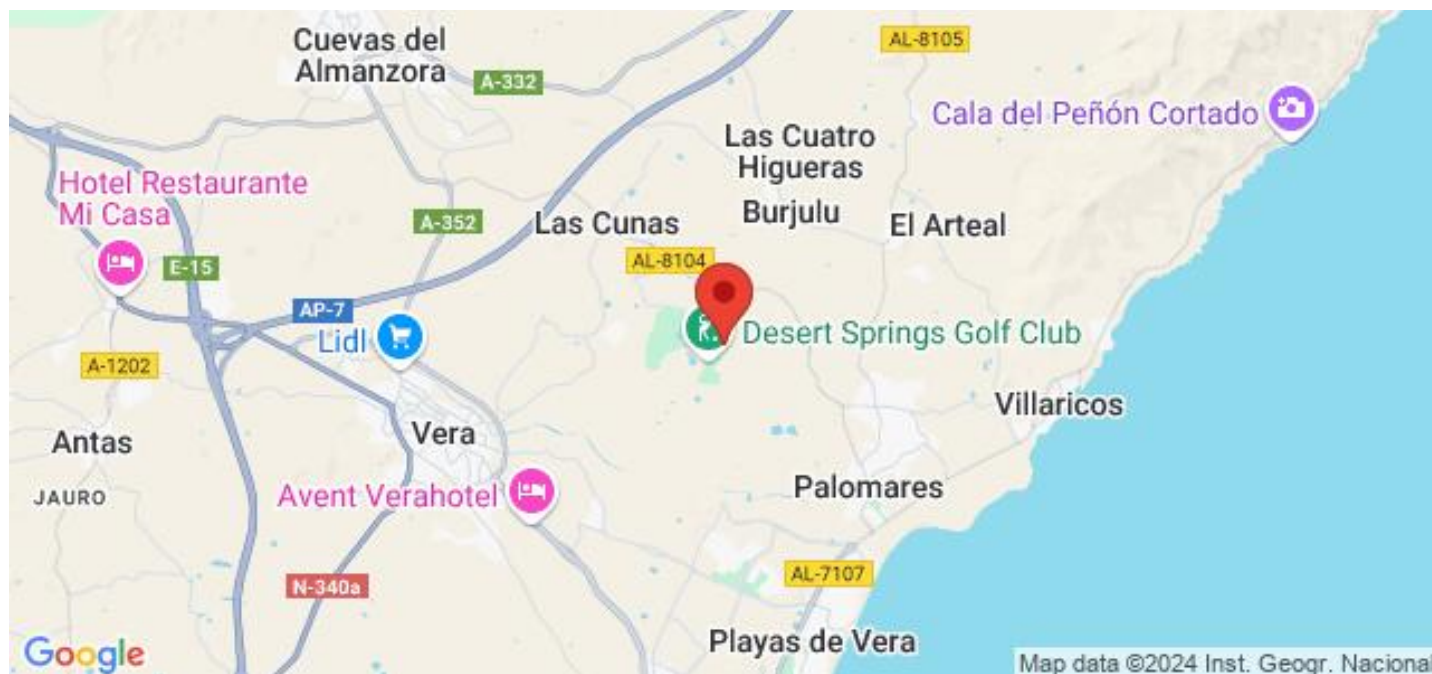 Cuevas del
Almanzora
AL-8105
A-332
Cala del Peñón Cortado
Las Cuatro
Higueras
Hotel Restaurante
Mi Casa
A-352
Las Cunas
Burjulu
El Arteal
E-15
AL-8104
AP-7
Lidl
Desert Springs Golf Club
A-1202
Villaricos
Antas
Vera
JAURO
Avent Verahotel
Palomares
N-340a
AL-7107
Playas de Vera
Google
Map data ©2024 Inst. Geogr. Nacional